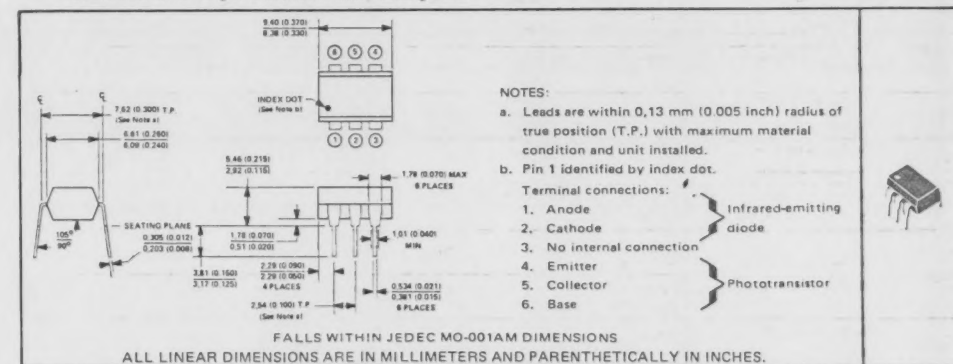 9.40 (0.370)
8.38 (0.330)
6 5 4
INDEX DOT
(See Note b)
1 2 3
℄ ℄
7,62 (0.300) T.P.
(See Note a)
6.61 (0.260)
6,09 (0.240)
105°
90°
5.46 (0.215)
2,92 (0.115)
1.78 (0.070) MAX
6 PLACES
SEATING PLANE
0.305 (0.012)
0,203 (0.008)
1.78 (0.070)
0.51 (0.020)
1,01 (0.040)
MIN
3,81 (0.150)
3,17 (0.125)
2.29 (0.090)
(0.050)
4 PLACES
0,534 (0.021)
0,381 (0.015)
6 PLACES
2,54 (0.100) T.P.
(See Note a)
NOTES:
a. Leads are within 0,13 mm (0.005 inch) radius of
true position (T.P.) with maximum material
condition and unit installed.
b. Pin 1 identified by index dot.
Terminal connections:
1. Anode
2. Cathode
Infrared-emitting
diode
3. No internal connection
4. Emitter
5. Collector
6. Base
Phototransistor
FALLS WITHIN JEDEC MO-001AM DIMENSIONS
ALL LINEAR DIMENSIONS ARE IN MILLIMETERS AND PARENTHETICALLY IN INCHES.